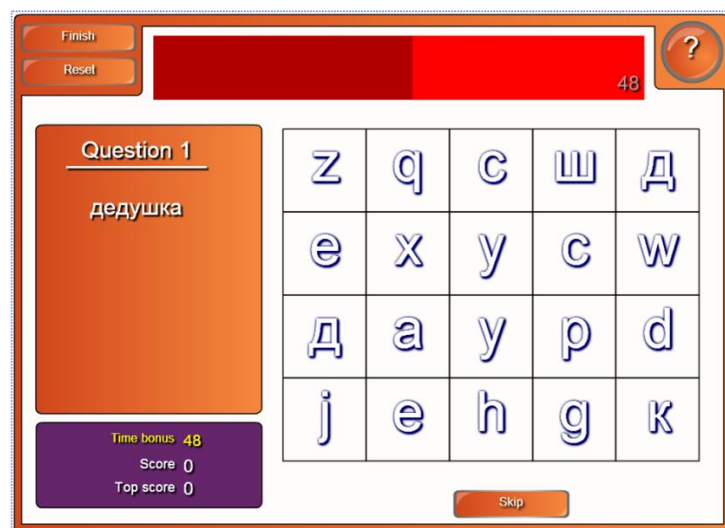 Finish
Reset
?
48
Question 1
дедушка
z q c ш д
e x y c w
д a y p d
j e h g к
Time bonus 48
Score 0
Top score 0
Skip